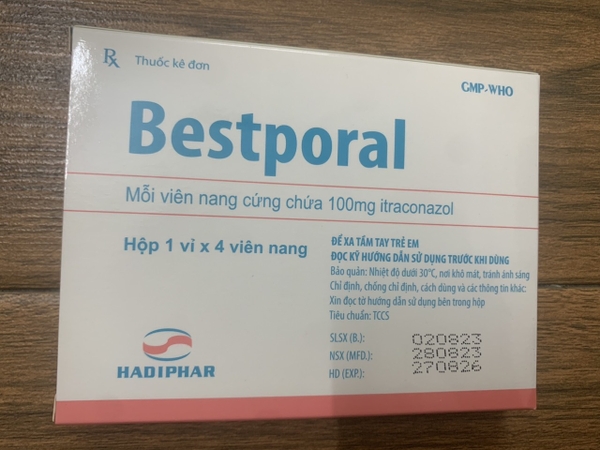 Rx Thuốc kê đơn
GMP-WHO
Bestporal
Mỗi viên nang cứng chứa 100mg itraconazol
Hộp 1 vỉ x 4 viên nang
ĐỂ XA TẦM TAY TRẺ EM
ĐỌC KỸ HƯỚNG DẪN SỬ DỤNG TRƯỚC KHI DÙNG
Bảo quản: Nhiệt độ dưới 30°C, nơi khô mát, tránh ánh sáng
Chỉ định, chống chỉ định, cách dùng và các thông tin khác:
Xin đọc tờ hướng dẫn sử dụng bên trong hộp
Tiêu chuẩn: TCCS
SLSX (B.): 020823
NSX (MFD.): 280823
HD (EXP.): 270826
HADIPHAR